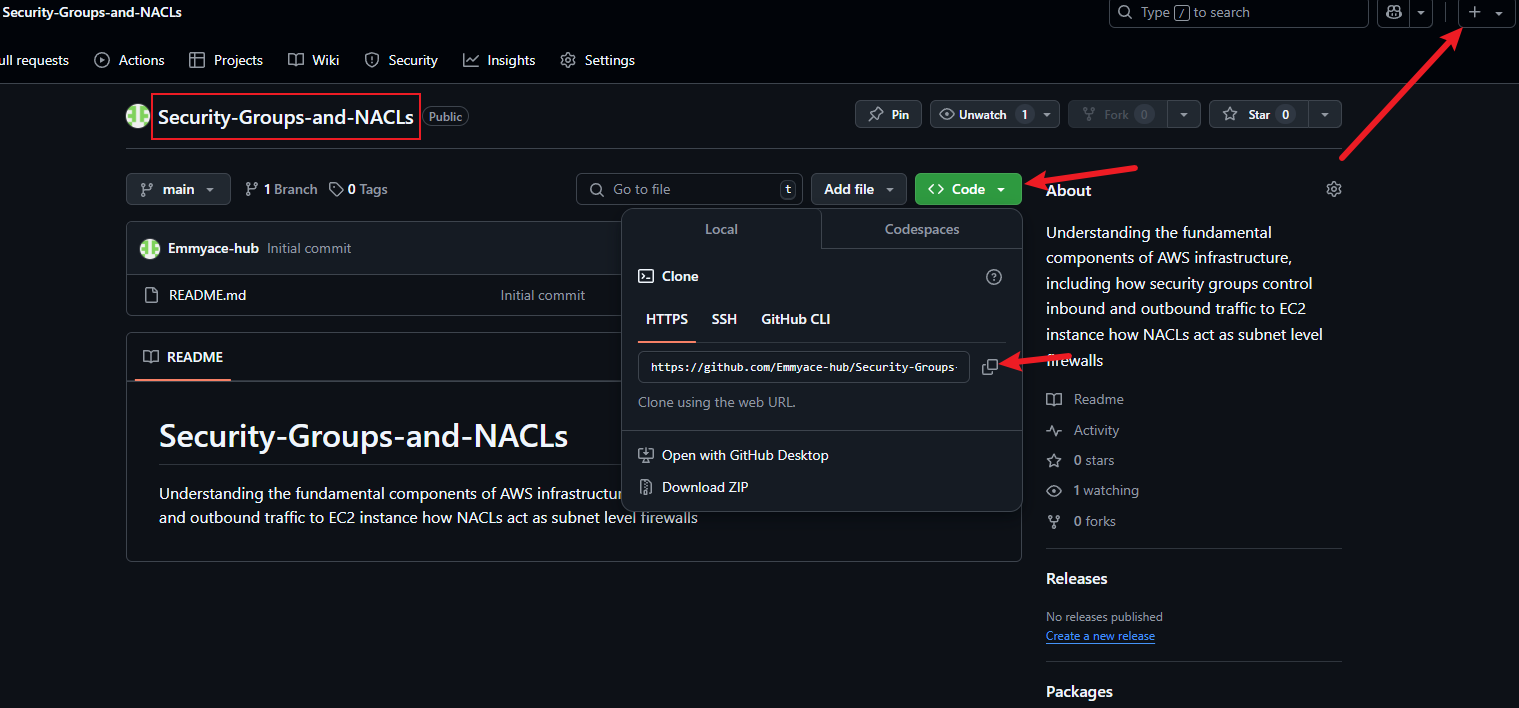 Security-Groups-and-NACLs
Type / to search
ull requests Actions Projects Wiki Security Insights Settings
Security-Groups-and-NACLs Public
Pin Unwatch 1 Fork 0 Star 0
main 1 Branch 0 Tags Go to file t Add file Code
Emmyace-hub Initial commit
README.md Initial commit
README
Security-Groups-and-NACLs
Understanding the fundamental components of AWS infrastructur
and outbound traffic to EC2 instance how NACLs act as subnet level firewalls
Local Codespaces
Clone
HTTPS SSH GitHub CLI
https://github.com/Emmyace-hub/Security-Groups-
Clone using the web URL.
Open with GitHub Desktop
Download ZIP
About
Understanding the fundamental
components of AWS infrastructure,
including how security groups control
inbound and outbound traffic to EC2
instance how NACLs act as subnet level
firewalls
Readme
Activity
0 stars
1 watching
0 forks
Releases
No releases published
Create a new release
Packages